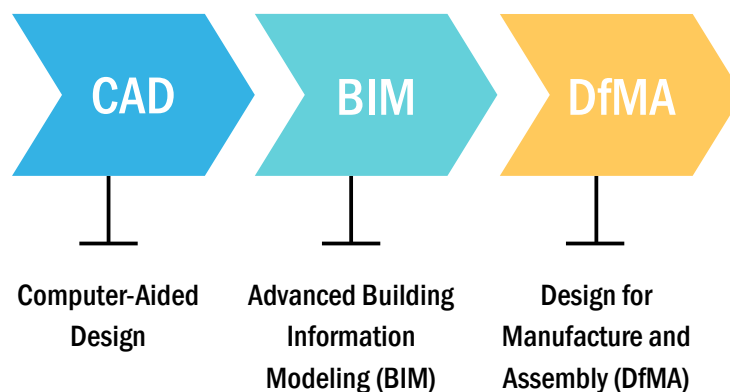 CAD
BIM
DfMA
Computer-Aided
Design
Advanced Building
Information
Modeling (BIM)
Design for
Manufacture and
Assembly (DfMA)